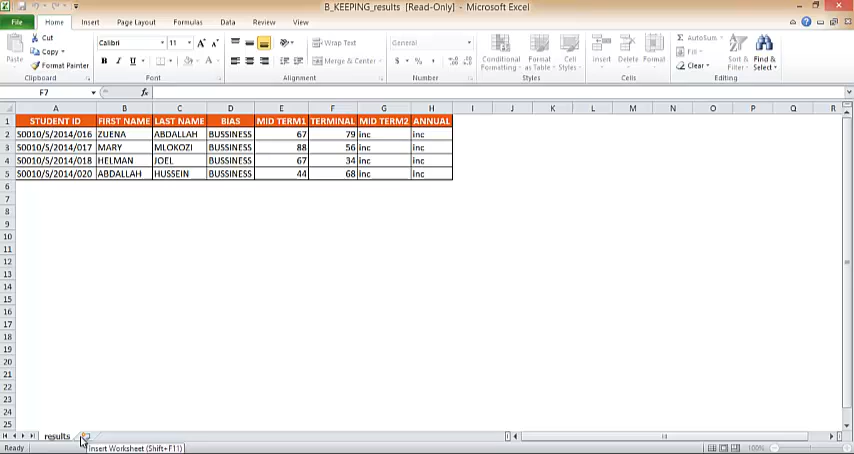 B_KEEPING_results [Read-Only] - Microsoft Excel
File Home Insert Page Layout Formulas Data Review View
Cut
Copy
Format Painter
Paste
Clipboard
Calibri 11
B I U
Font
Wrap Text
Merge & Center
Alignment
General
$ % ,
Number
Conditional Formatting
Format as Table
Cell Styles
Styles
Insert Delete Format
Cells
AutoSum
Fill
Clear
Sort & Filter
Find & Select
Editing
F7 fx
A B C D E F G H I J K L M N O P Q R
1 STUDENT ID FIRST NAME LAST NAME BIAS MID TERM1 TERMINAL MID TERM2 ANNUAL
2 S0010/S/2014/016 ZUENA ABDALLAH BUSSINESS 67 79 inc inc
3 S0010/S/2014/017 MARY MLOKOZI BUSSINESS 88 56 inc inc
4 S0010/S/2014/018 HELMAN JOEL BUSSINESS 67 34 inc inc
5 S0010/S/2014/020 ABDALLAH HUSSEIN BUSSINESS 44 68 inc inc
6
7
8
9
10
11
12
13
14
15
16
17
18
19
20
21
22
23
24
25
results
Insert Worksheet (Shift+F11)
Ready 100%